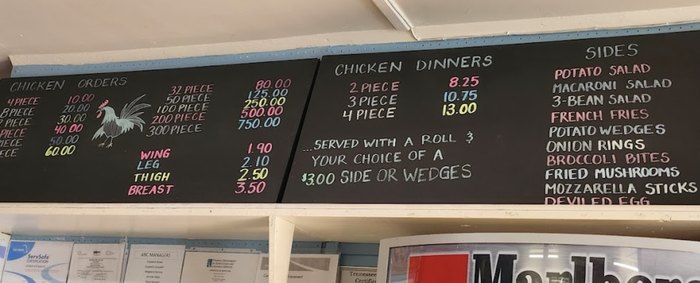 CHICKEN ORDERS
4 PIECE 10.00
8 PIECE 20.00
PIECE 30.00
PIECE 40.00
PIECE 50.00
PIECE 60.00
32 PIECE 80.00
50 PIECE 125.00
100 PIECE 250.00
200 PIECE 500.00
300 PIECE 750.00
WING 1.90
LEG 2.10
THIGH 2.50
BREAST 3.50
CHICKEN DINNERS
2 PIECE 8.25
3 PIECE 10.75
4 PIECE 13.00
...SERVED WITH A ROLL &
YOUR CHOICE OF A
$3.00 SIDE OR WEDGES
SIDES
POTATO SALAD
MACARONI SALAD
3-BEAN SALAD
FRENCH FRIES
POTATO WEDGES
ONION RINGS
BROCCOLI BITES
FRIED MUSHROOMS
MOZZARELLA STICKS
DEVILED EGG
ServSafe
CERTIFICATION
ABC MANAGERS
Tennessee
Marlboro